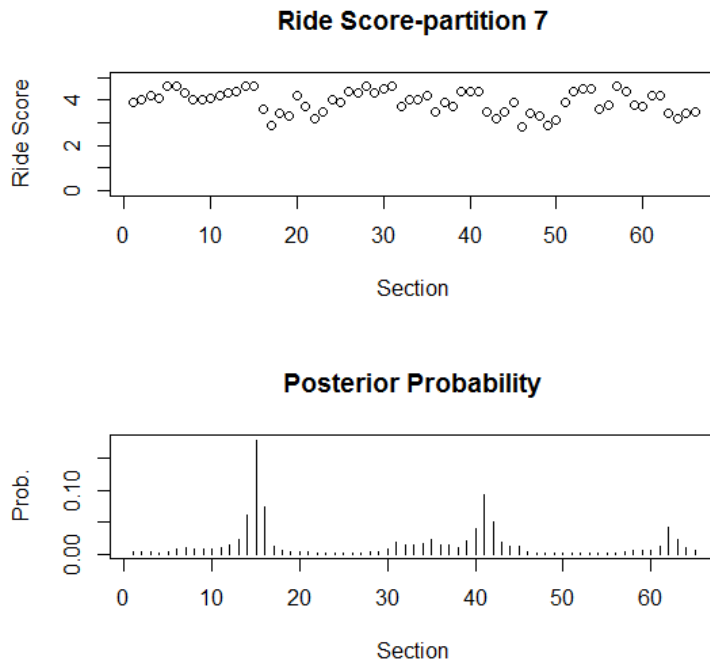 Ride Score-partition 7
Ride Score
4
2
0
0 10 20 30 40 50 60
Section
Posterior Probability
Prob.
0.10
0.00
0 10 20 30 40 50 60
Section